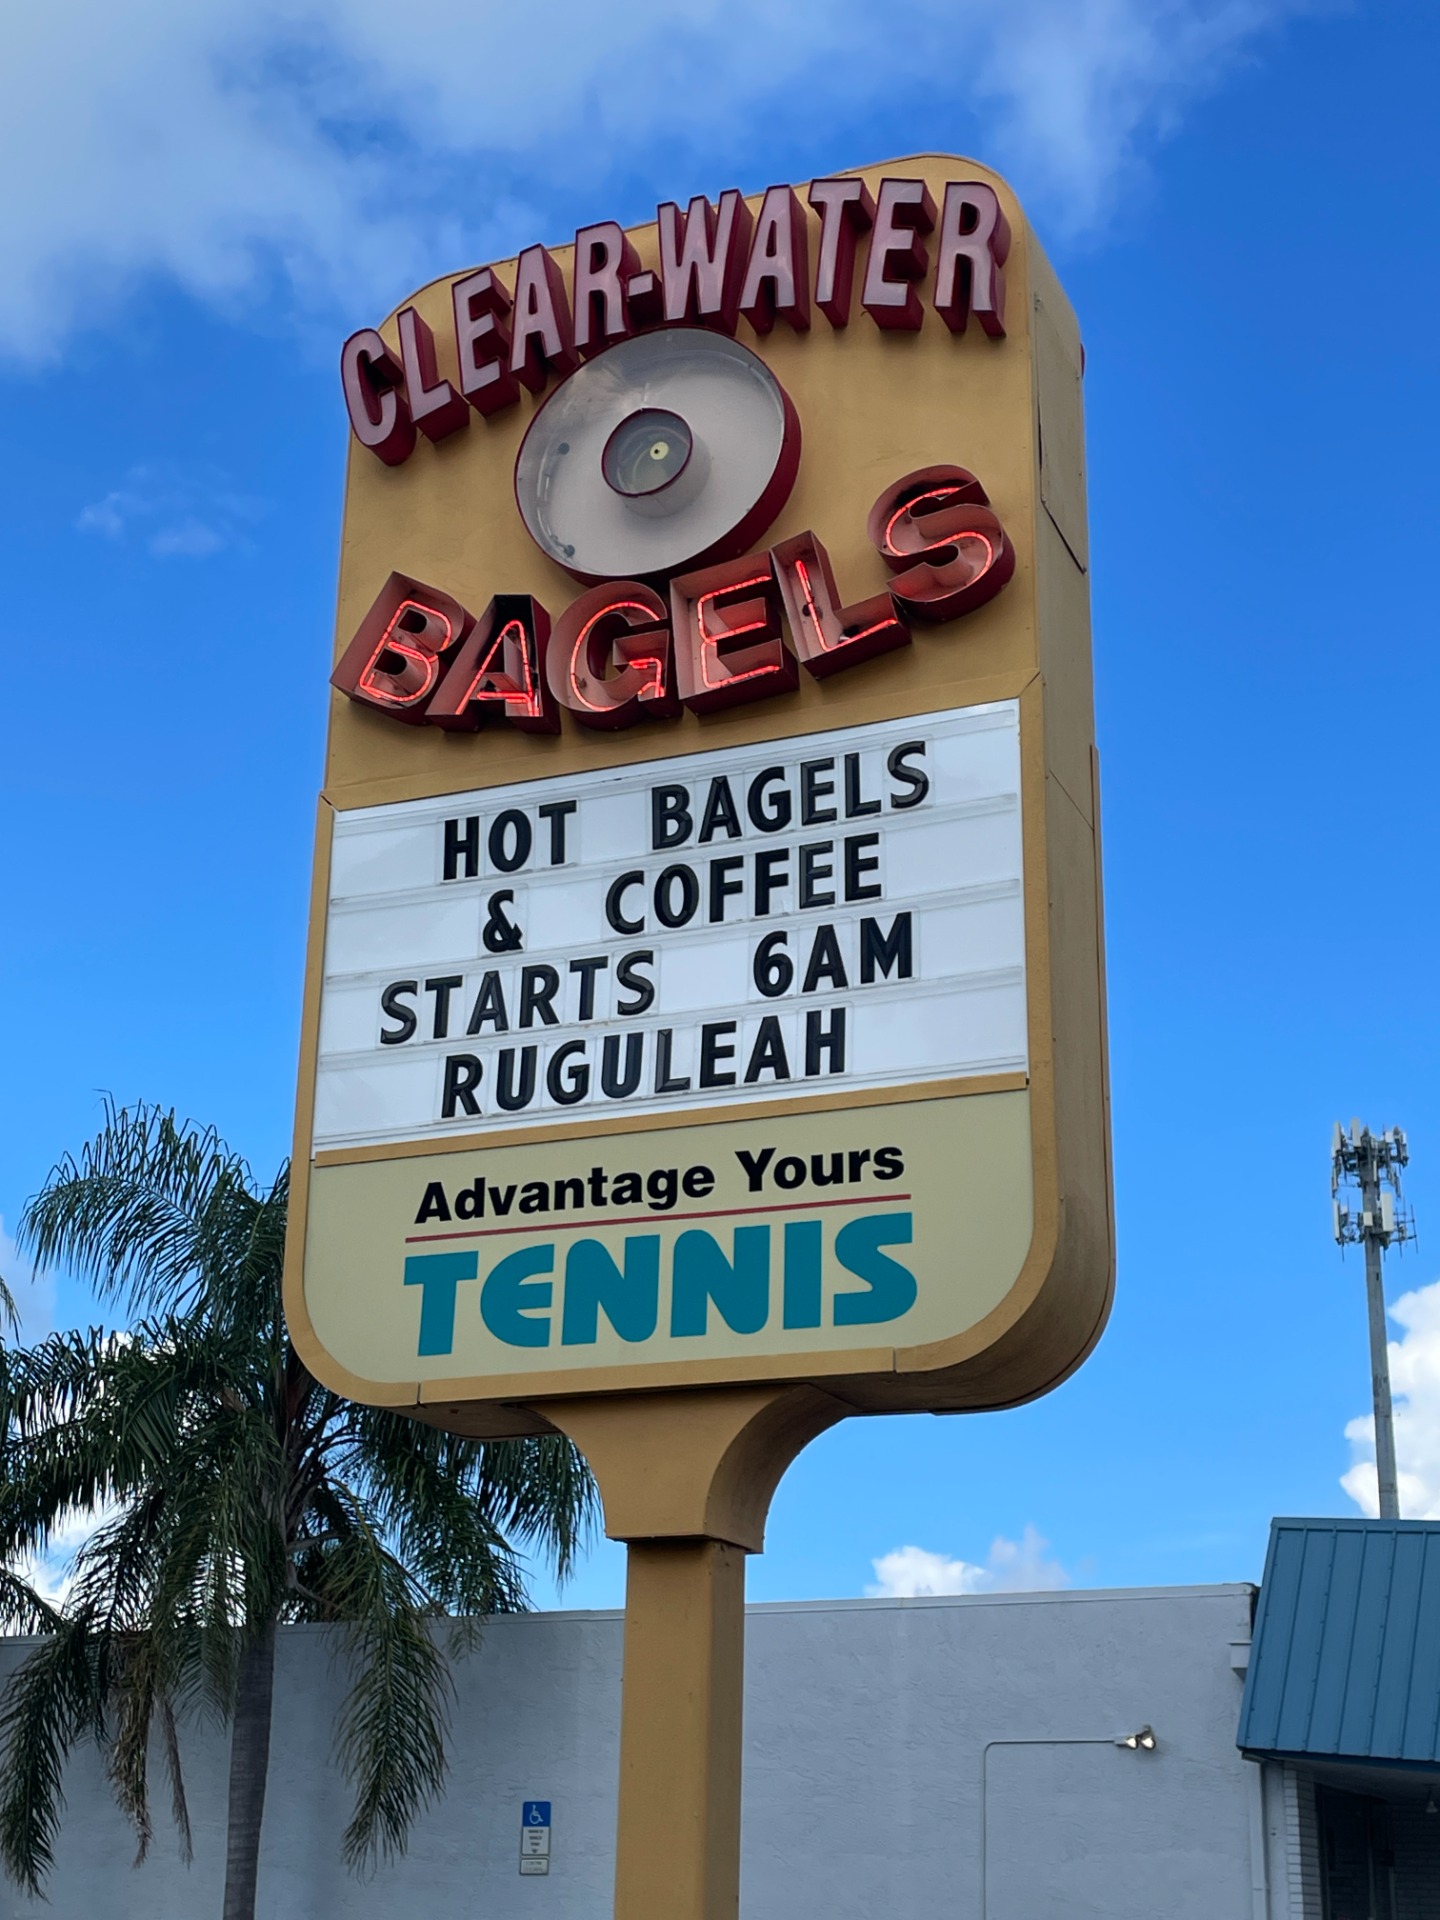 CLEAR-WATER
BAGELS
HOT BAGELS
& COFFEE
STARTS 6AM
RUGULEAH
Advantage Yours
TENNIS